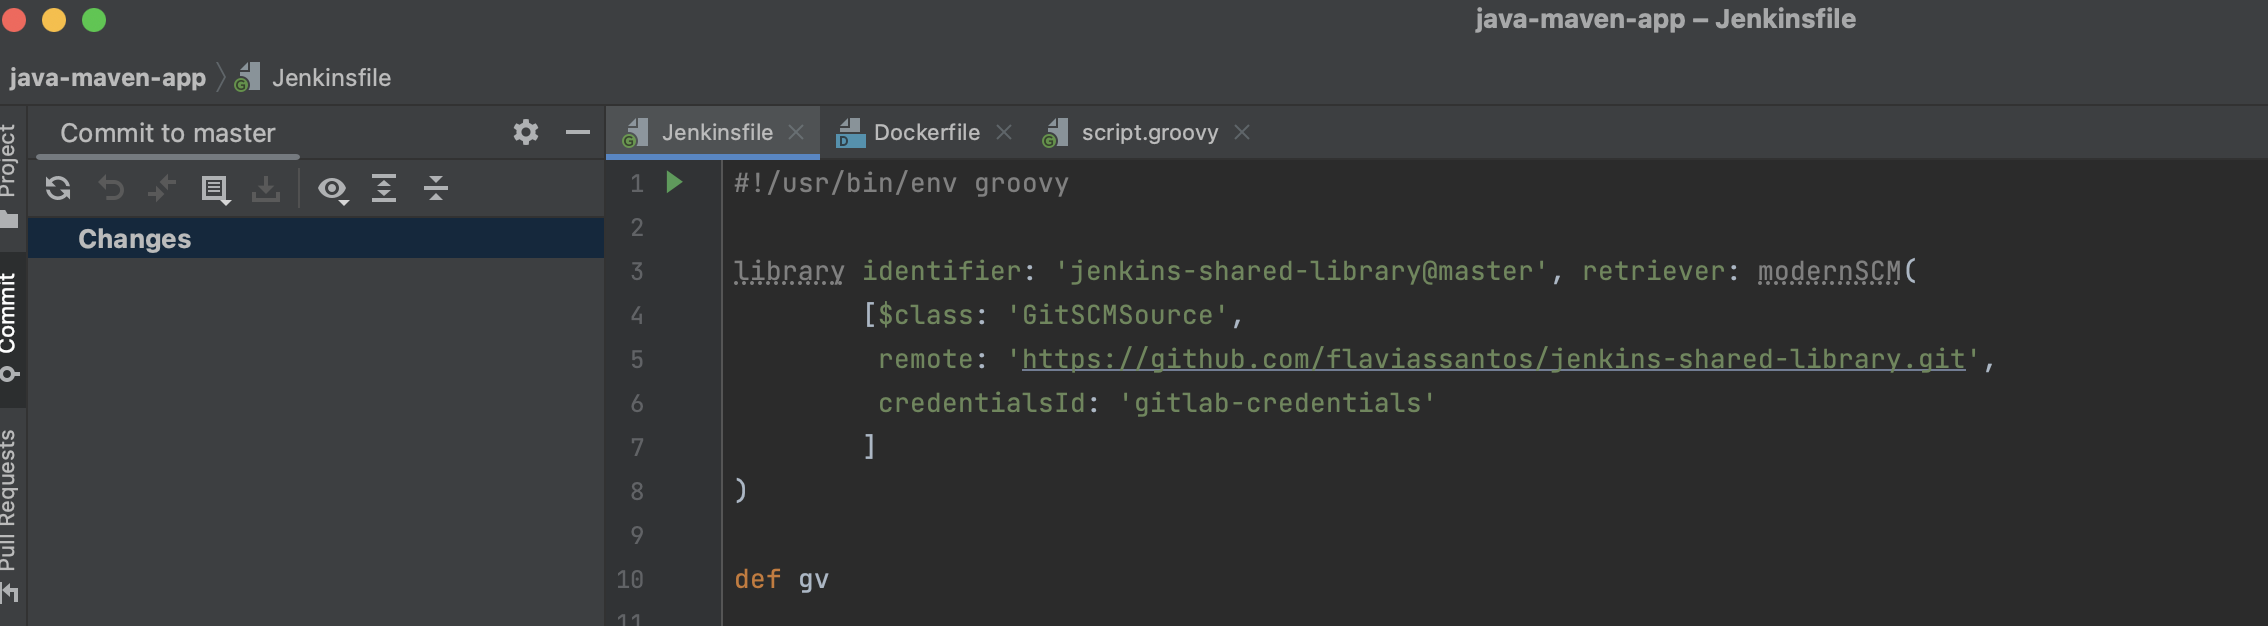 java-maven-app – Jenkinsfile
java-maven-app Jenkinsfile
Project
Commit
Pull Requests
Commit to master
Changes
Jenkinsfile Dockerfile script.groovy
1 #!/usr/bin/env groovy
2
3 library identifier: 'jenkins-shared-library@master', retriever: modernSCM(
4         [$class: 'GitSCMSource',
5          remote: 'https://github.com/flaviassantos/jenkins-shared-library.git',
6          credentialsId: 'gitlab-credentials'
7         ]
8 )
9
10 def gv
11